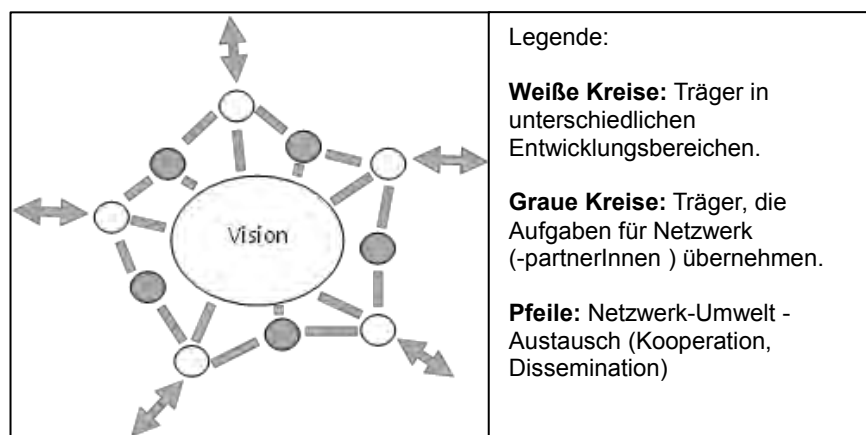 Vision
Legende:
Weiße Kreise: Träger in
unterschiedlichen
Entwicklungsbereichen.
Graue Kreise: Träger, die
Aufgaben für Netzwerk
(-partnerInnen ) übernehmen.
Pfeile: Netzwerk-Umwelt -
Austausch (Kooperation,
Dissemination)